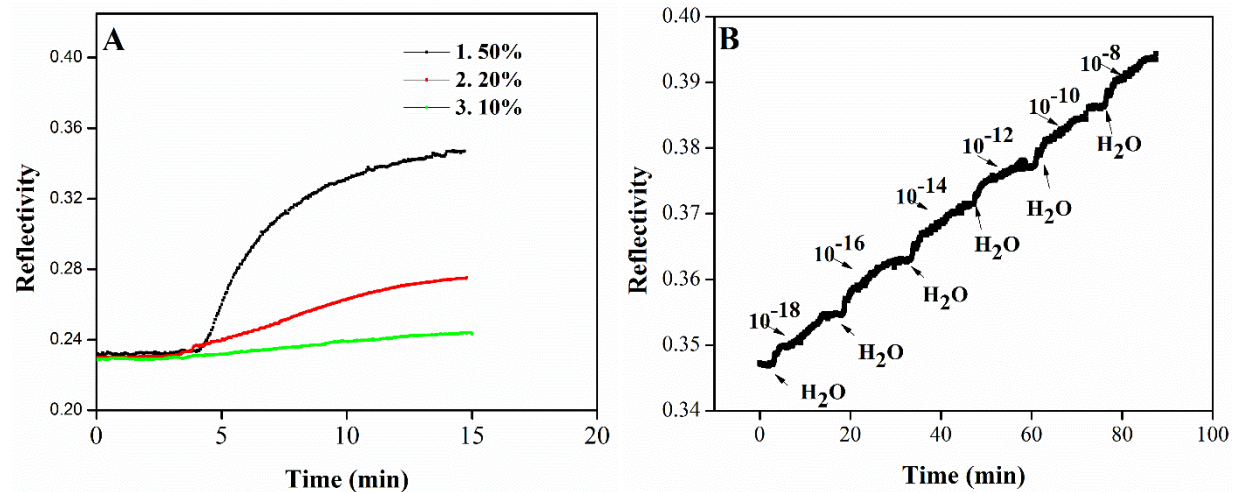 A
1. 50%
2. 20%
3. 10%
0.40
0.36
0.32
0.28
0.24
0.20
Reflectivity
0 5 10 15 20
Time (min)
B
0.40
0.39
0.38
0.37
0.36
0.35
0.34
Reflectivity
10⁻⁸
10⁻¹⁰
10⁻¹²
10⁻¹⁴
10⁻¹⁶
10⁻¹⁸
H₂O
H₂O
H₂O
H₂O
H₂O
H₂O
0 20 40 60 80 100
Time (min)